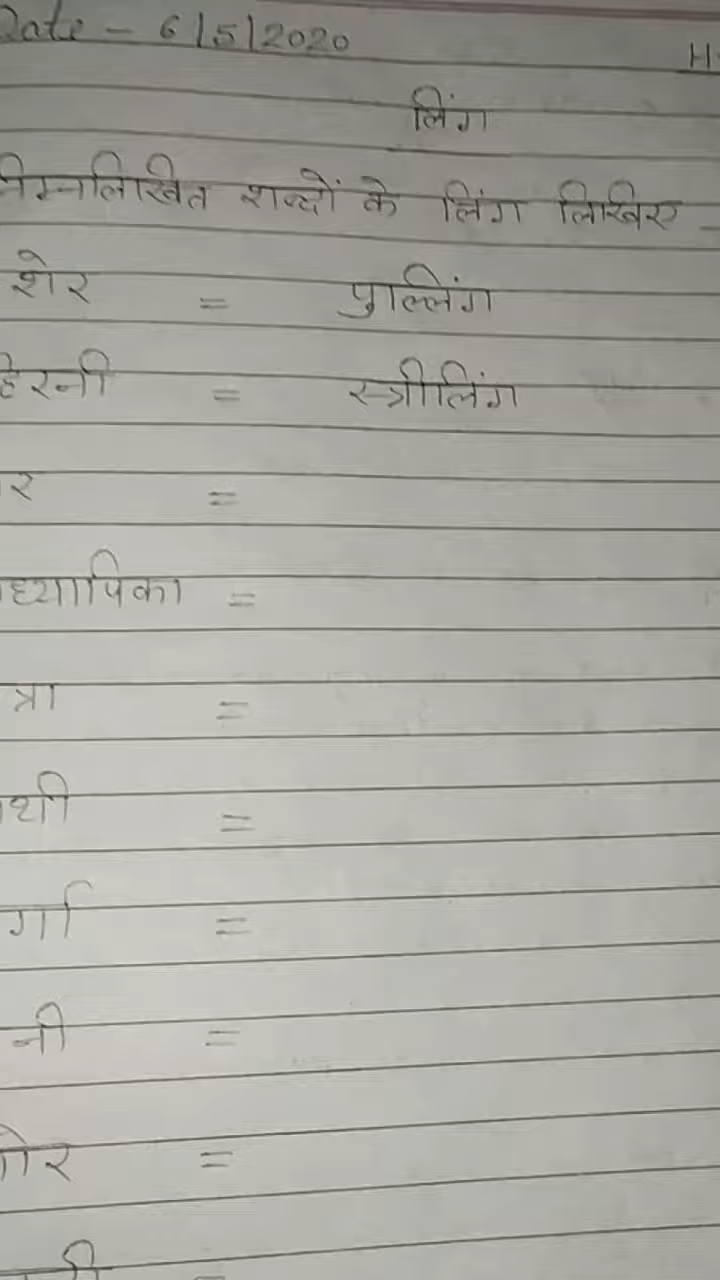 Date - 6/5/2020
लिंग
निम्नलिखित शब्दों के लिंग लिखिए -
शेर = पुल्लिंग
हिरनी = स्त्रीलिंग
र =
ध्यापिका =
त्रा =
थी =
र्गा =
नी =
मोर =